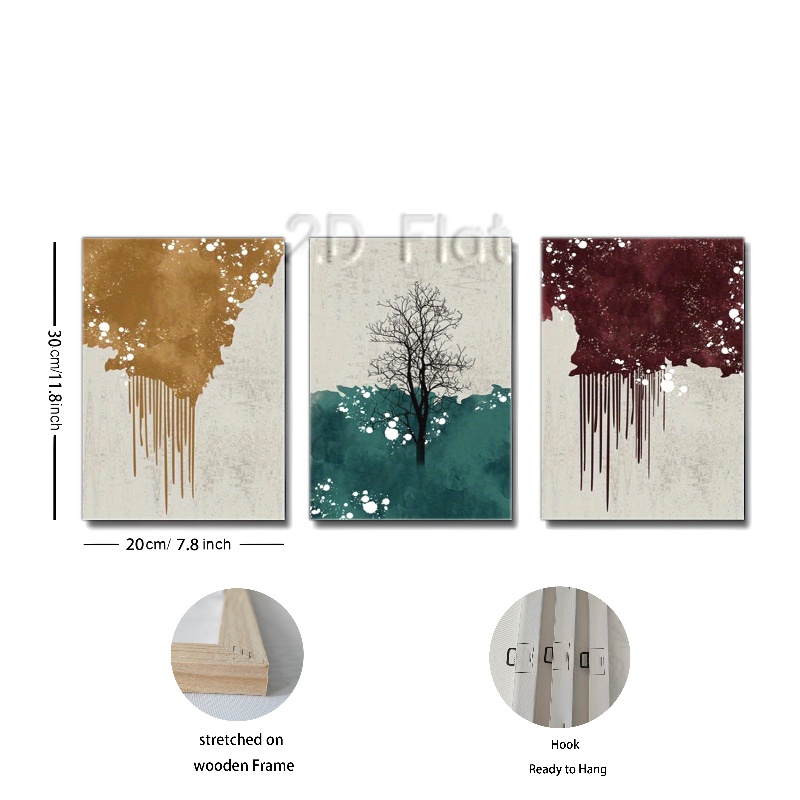 2D Flat
30cm/11.8inch
20cm/ 7.8 inch
stretched on
wooden Frame
Hook
Ready to Hang